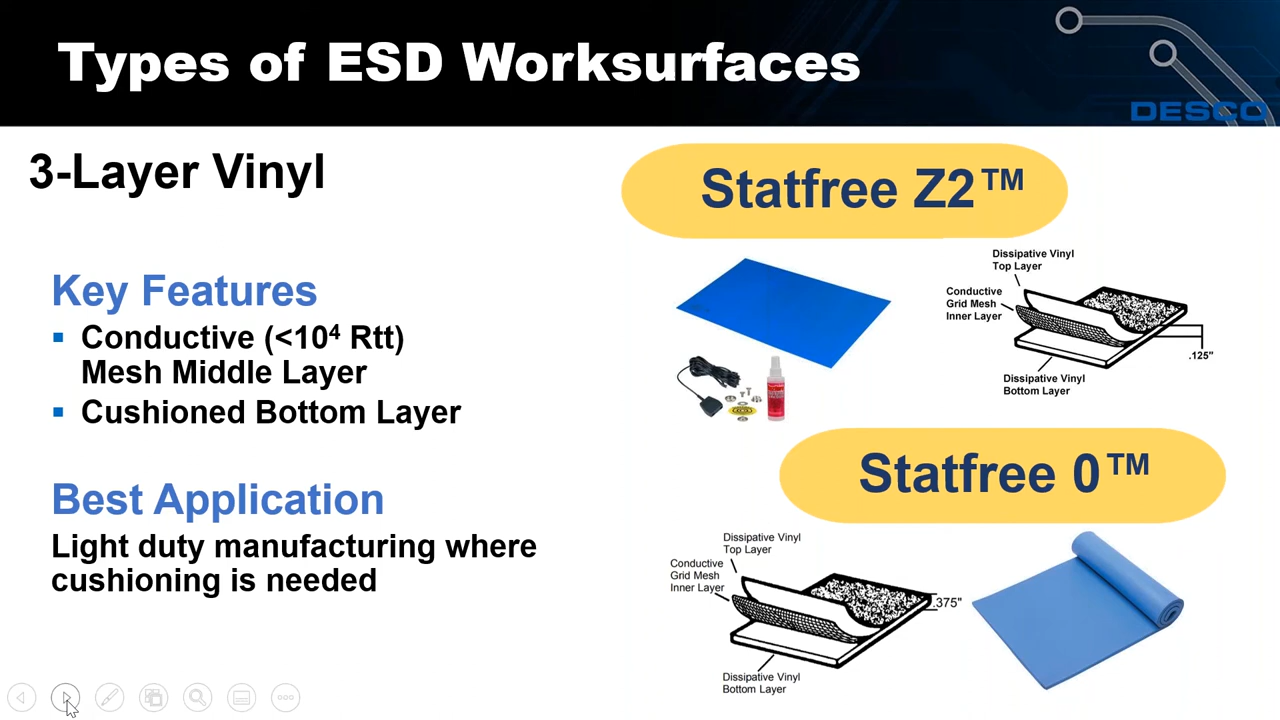 Types of ESD Worksurfaces
DESCO
3-Layer Vinyl
Key Features
▪ Conductive (<10⁴ Rtt)
Mesh Middle Layer
▪ Cushioned Bottom Layer
Best Application
Light duty manufacturing where
cushioning is needed
Statfree Z2™
Dissipative Vinyl
Top Layer
Conductive
Grid Mesh
Inner Layer
.125"
Dissipative Vinyl
Bottom Layer
Statfree 0™
Dissipative Vinyl
Top Layer
Conductive
Grid Mesh
Inner Layer
.375"
Dissipative Vinyl
Bottom Layer